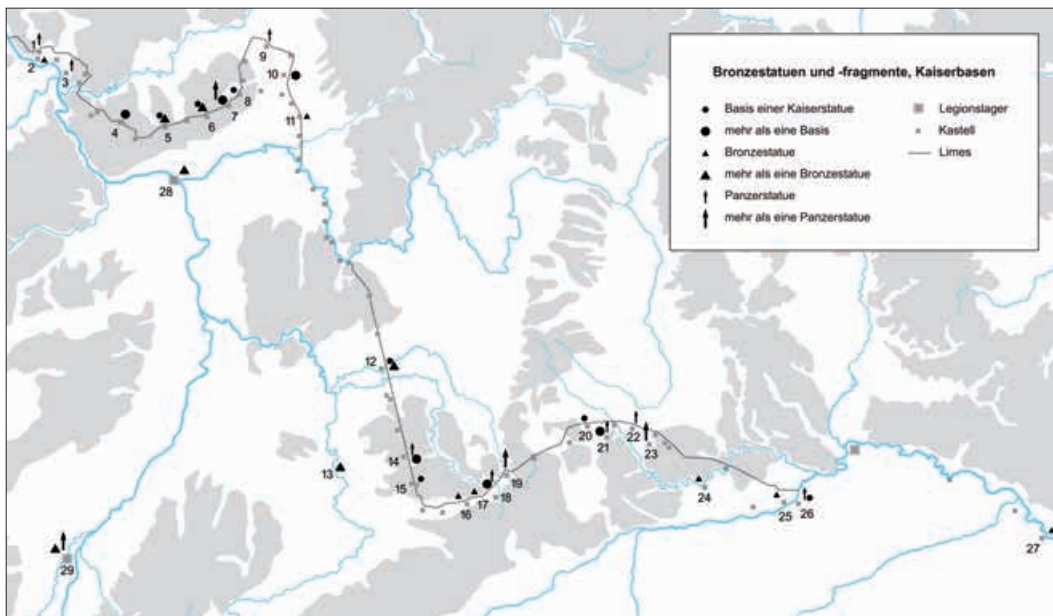 Bronzestatuen und -fragmente, Kaiserbasen
Basis einer Kaiserstatue
mehr als eine Basis
Bronzestatue
mehr als eine Bronzestatue
Panzerstatue
mehr als eine Panzerstatue
Legionslager
Kastell
Limes
1
2
3
4
5
6
7
8
9
10
11
12
13
14
15
16
17
18
19
20
21
22
23
24
25
26
27
28
29